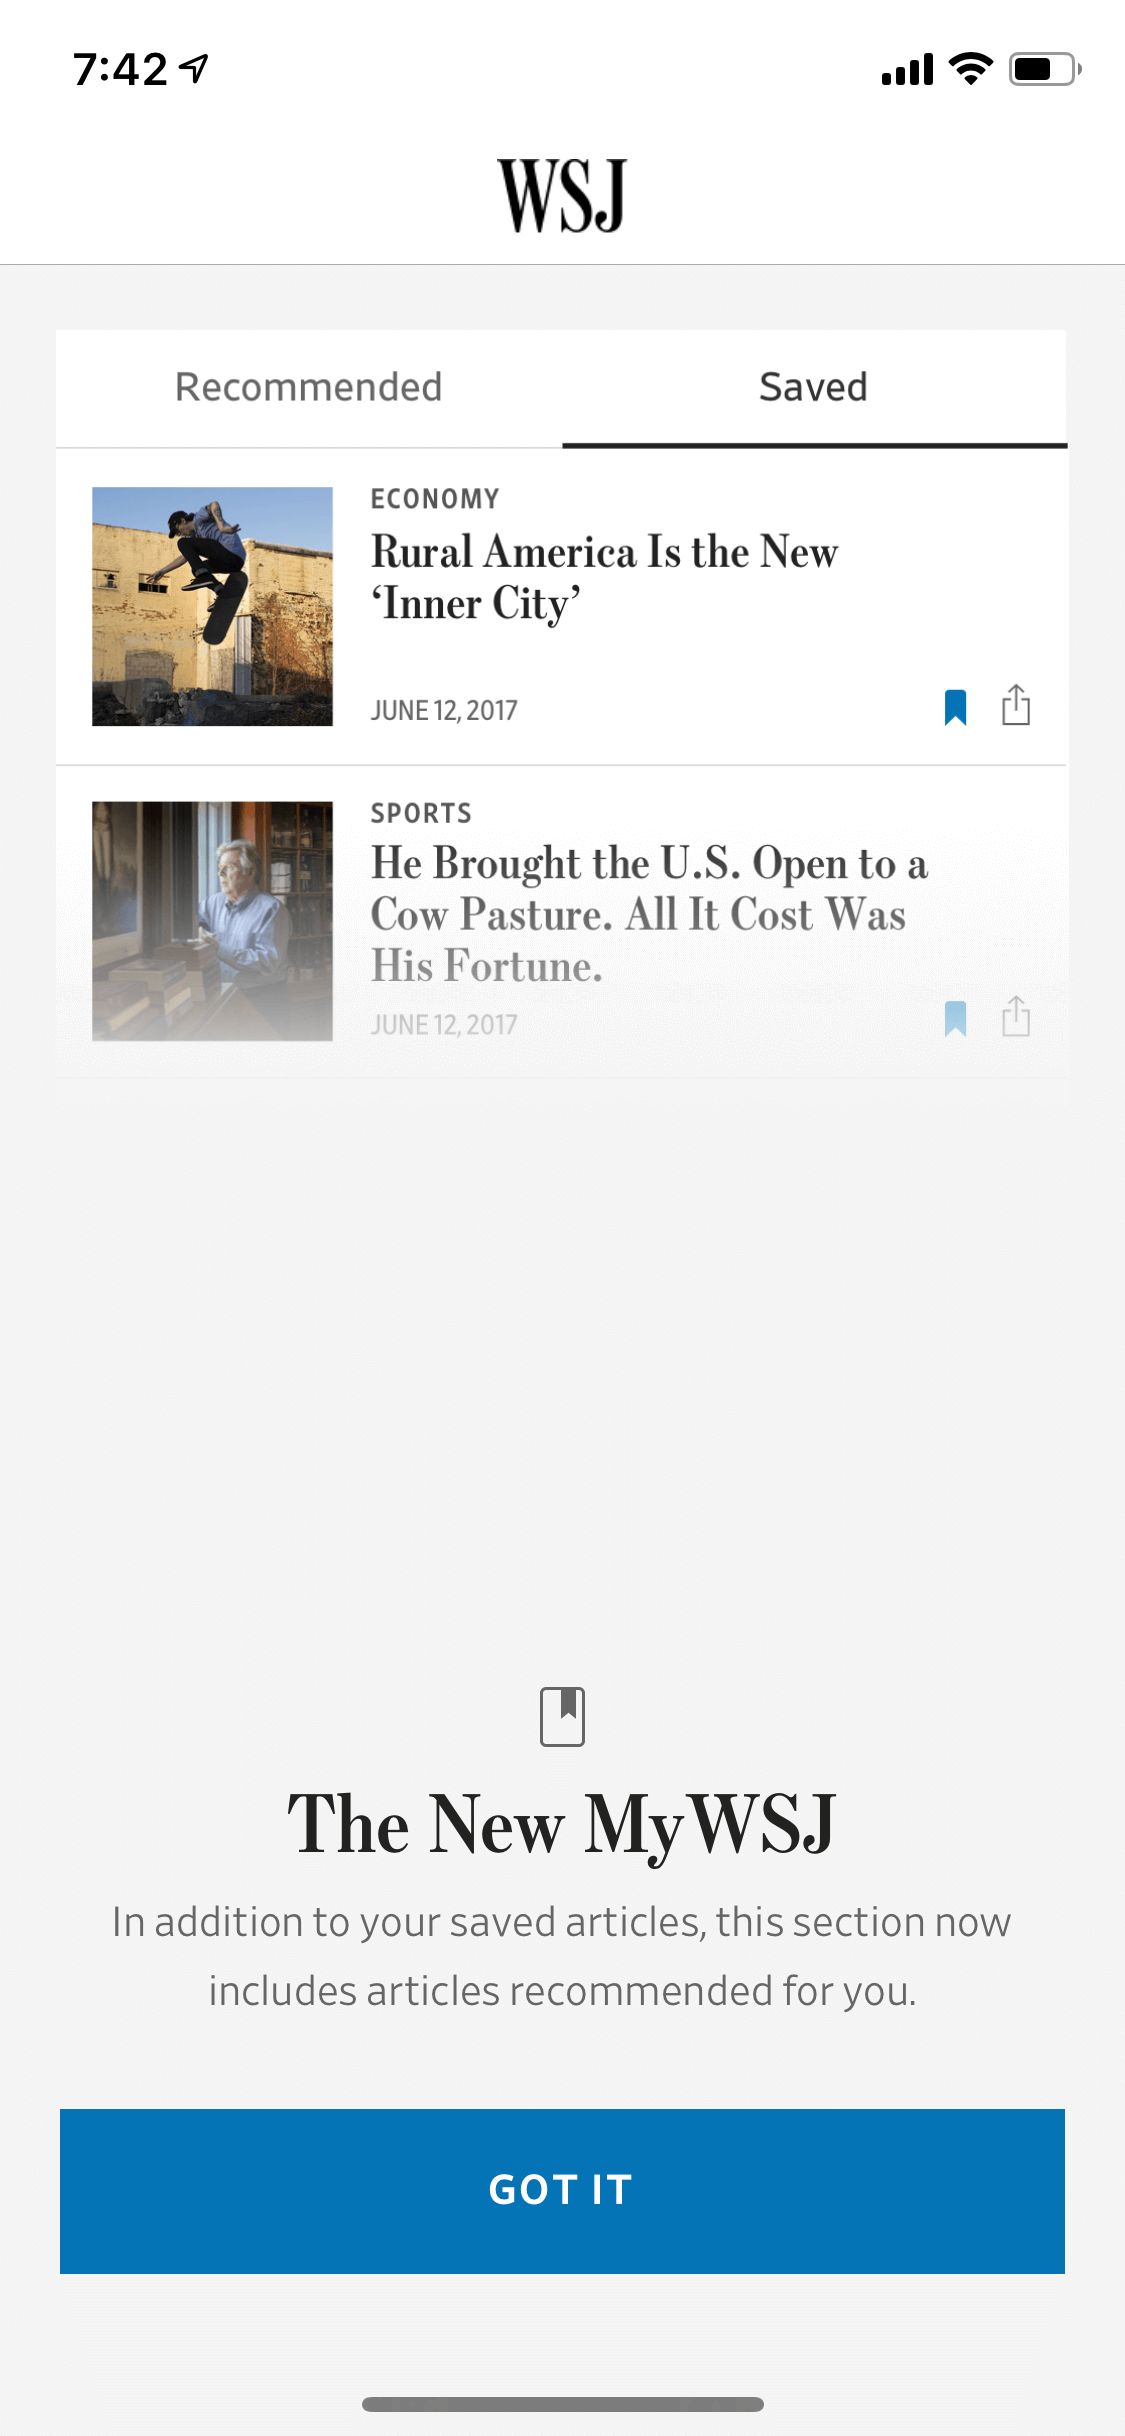 7:42
WSJ
Recommended
Saved
ECONOMY
Rural America Is the New
‘Inner City’
JUNE 12, 2017
SPORTS
He Brought the U.S. Open to a
Cow Pasture. All It Cost Was
His Fortune.
JUNE 12, 2017
The New MyWSJ
In addition to your saved articles, this section now
includes articles recommended for you.
GOT IT